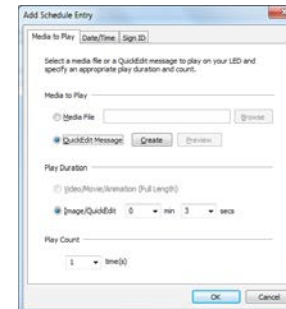 Add Schedule Entry
Media to Play Date/Time Sign ID
Select a media file or a QuickEdit message to play on your LED and
specify an appropriate play duration and count.
Media to Play
Media File Browse
QuickEdit Message Create Preview
Play Duration
Video/Movie/Animation (Full Length)
Image/QuickEdit 0 min 3 secs
Play Count
1 time(s)
OK Cancel